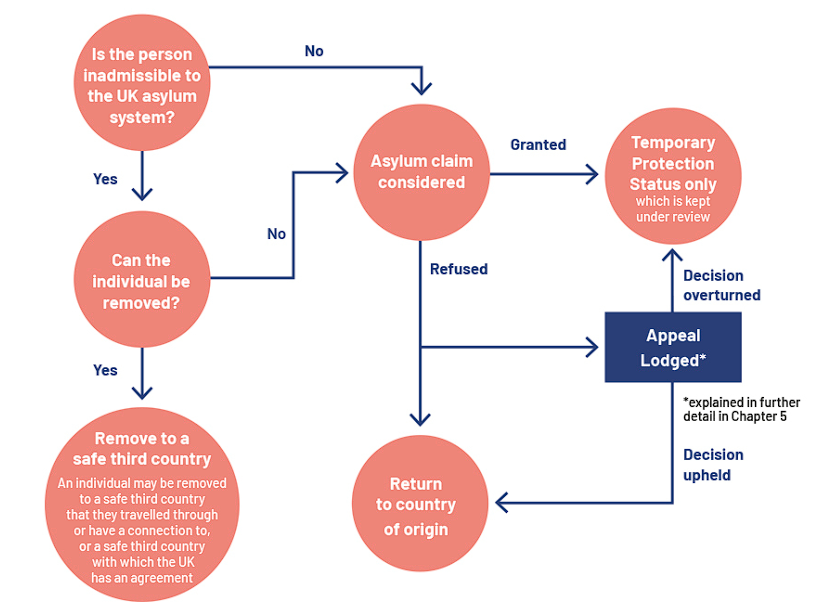 Is the person
inadmissible to
the UK asylum
system?
No
Yes
Can the
individual be
removed?
No
Yes
Remove to a
safe third country
An individual may be removed
to a safe third country
that they travelled through
or have a connection to,
or a safe third country
with which the UK
has an agreement
Asylum claim
considered
Granted
Temporary
Protection
Status only
which is kept
under review
Refused
Decision
overturned
Appeal
Lodged*
*explained in further
detail in Chapter 5
Decision
upheld
Return
to country
of origin